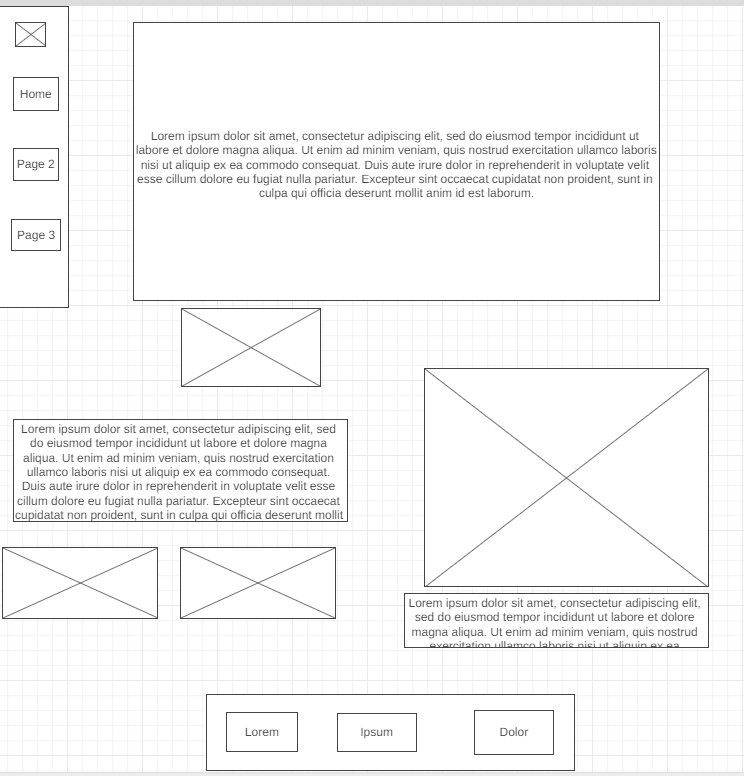 Home
Page 2
Page 3
Lorem ipsum dolor sit amet, consectetur adipiscing elit, sed do eiusmod tempor incididunt ut
labore et dolore magna aliqua. Ut enim ad minim veniam, quis nostrud exercitation ullamco laboris
nisi ut aliquip ex ea commodo consequat. Duis aute irure dolor in reprehenderit in voluptate velit
esse cillum dolore eu fugiat nulla pariatur. Excepteur sint occaecat cupidatat non proident, sunt in
culpa qui officia deserunt mollit anim id est laborum.
Lorem ipsum dolor sit amet, consectetur adipiscing elit, sed
do eiusmod tempor incididunt ut labore et dolore magna
aliqua. Ut enim ad minim veniam, quis nostrud exercitation
ullamco laboris nisi ut aliquip ex ea commodo consequat.
Duis aute irure dolor in reprehenderit in voluptate velit esse
cillum dolore eu fugiat nulla pariatur. Excepteur sint occaecat
cupidatat non proident, sunt in culpa qui officia deserunt mollit
Lorem ipsum dolor sit amet, consectetur adipiscing elit,
sed do eiusmod tempor incididunt ut labore et dolore
magna aliqua. Ut enim ad minim veniam, quis nostrud
exercitation ullamco laboris nisi ut aliquip ex ea
Lorem
Ipsum
Dolor